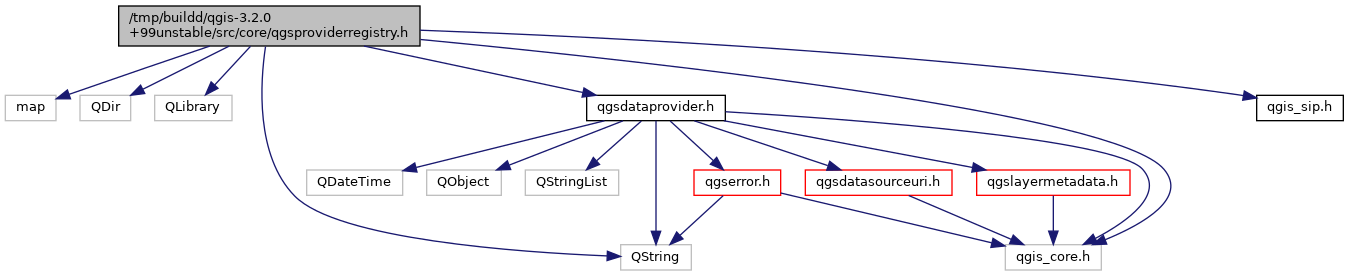 /tmp/buildd/qgis-3.2.0
+99unstable/src/core/qgsproviderregistry.h
map
QDir
QLibrary
qgsdataprovider.h
qgis_sip.h
QDateTime
QObject
QStringList
qgserror.h
qgsdatasourceuri.h
qgslayermetadata.h
QString
qgis_core.h